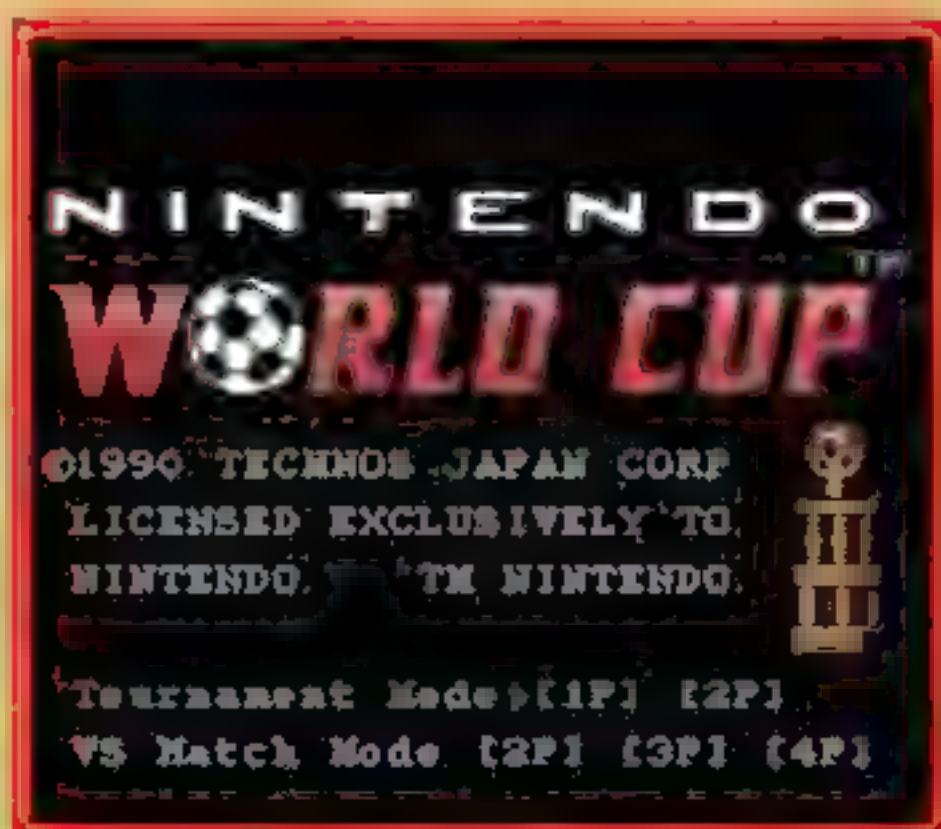 NINTENDO
WORLD CUP TM
©1990 TECHNOS JAPAN CORP
LICENSED EXCLUSIVELY TO
NINTENDO. TM NINTENDO.
Tournament Mode [1P] [2P]
VS Match Mode [2P] [3P] [4P]